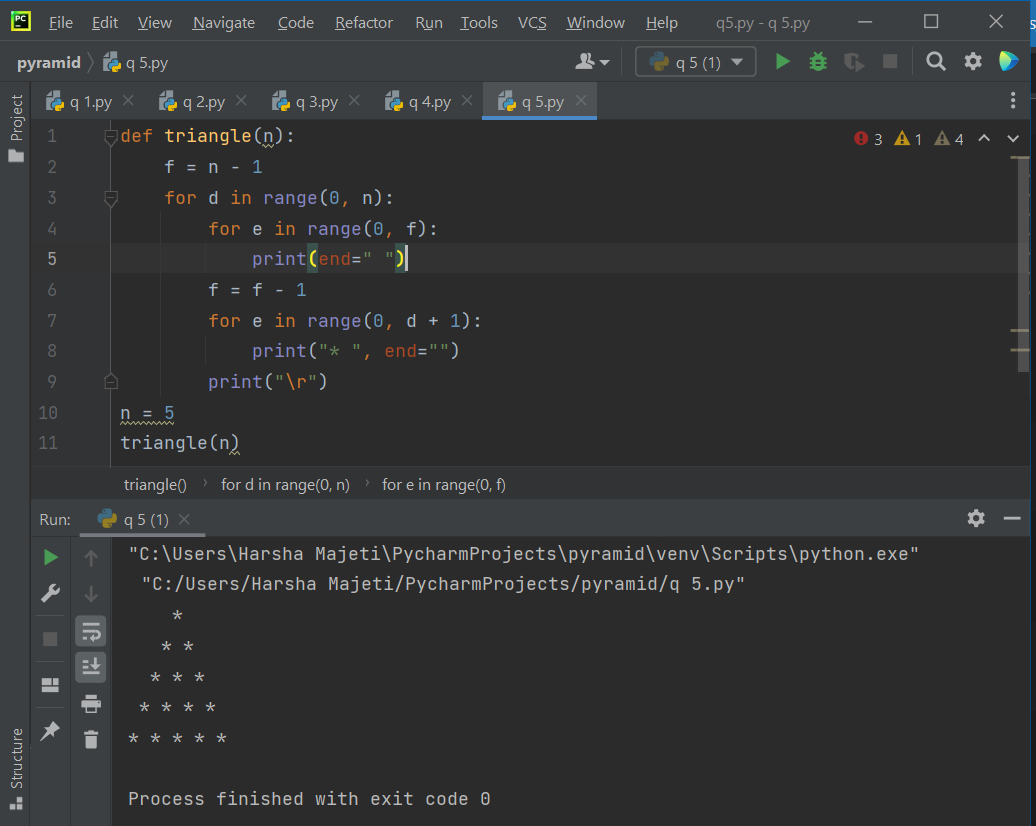 PC File Edit View Navigate Code Refactor Run Tools VCS Window Help q5.py - q 5.py
pyramid q 5.py q 5 (1)
q 1.py q 2.py q 3.py q 4.py q 5.py
Project
1 def triangle(n): 3 1 4
2     f = n - 1
3     for d in range(0, n):
4         for e in range(0, f):
5             print(end=" ")
6         f = f - 1
7         for e in range(0, d + 1):
8             print("* ", end="")
9         print("\r")
10 n = 5
11 triangle(n)
triangle() › for d in range(0, n) › for e in range(0, f)
Run: q 5 (1)
"C:\Users\Harsha Majeti\PycharmProjects\pyramid\venv\Scripts\python.exe"
"C:/Users/Harsha Majeti/PycharmProjects/pyramid/q 5.py"
    *
   * *
  * * *
 * * * *
* * * * *
Structure
Process finished with exit code 0